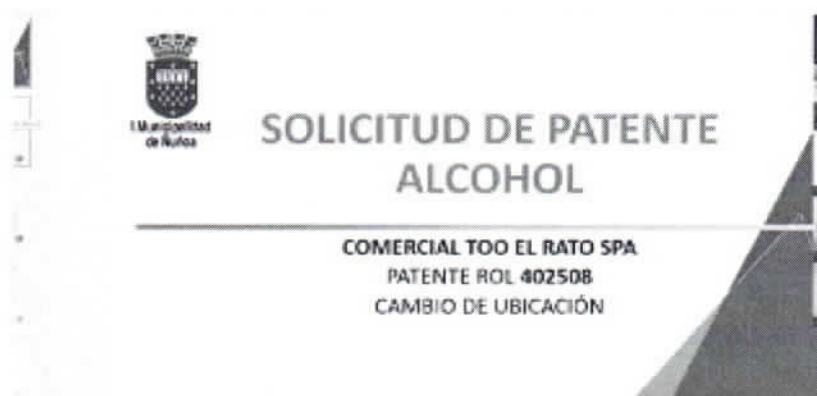 I. Municipalidad
de Ñuñoa
SOLICITUD DE PATENTE
ALCOHOL
COMERCIAL TOO EL RATO SPA
PATENTE ROL 402508
CAMBIO DE UBICACIÓN